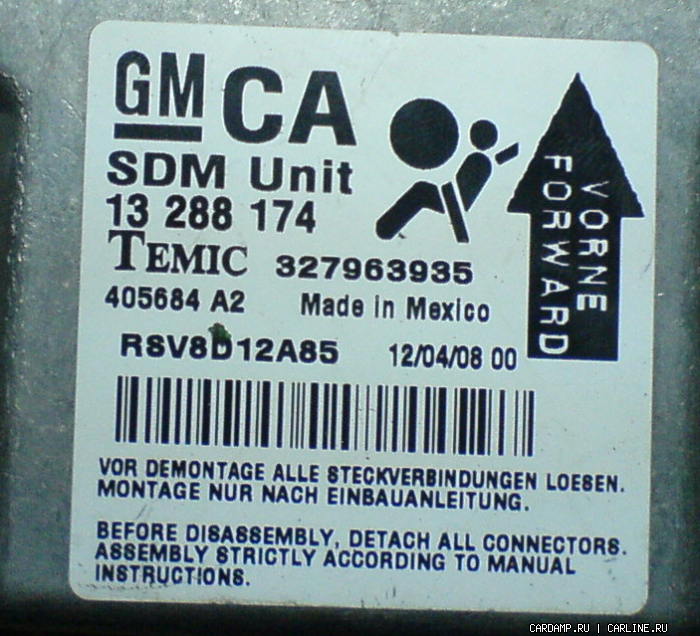 GM CA
SDM Unit
13 288 174
TEMIC 327963935
405684 A2 Made in Mexico
RSV8D12A85 12/04/08 00
VORNE
FORWARD
VOR DEMONTAGE ALLE STECKVERBINDUNGEN LOESEN.
MONTAGE NUR NACH EINBAUANLEITUNG.
BEFORE DISASSEMBLY, DETACH ALL CONNECTORS.
ASSEMBLY STRICTLY ACCORDING TO MANUAL
INSTRUCTIONS.
CARDAMP.RU | CARLINE.RU